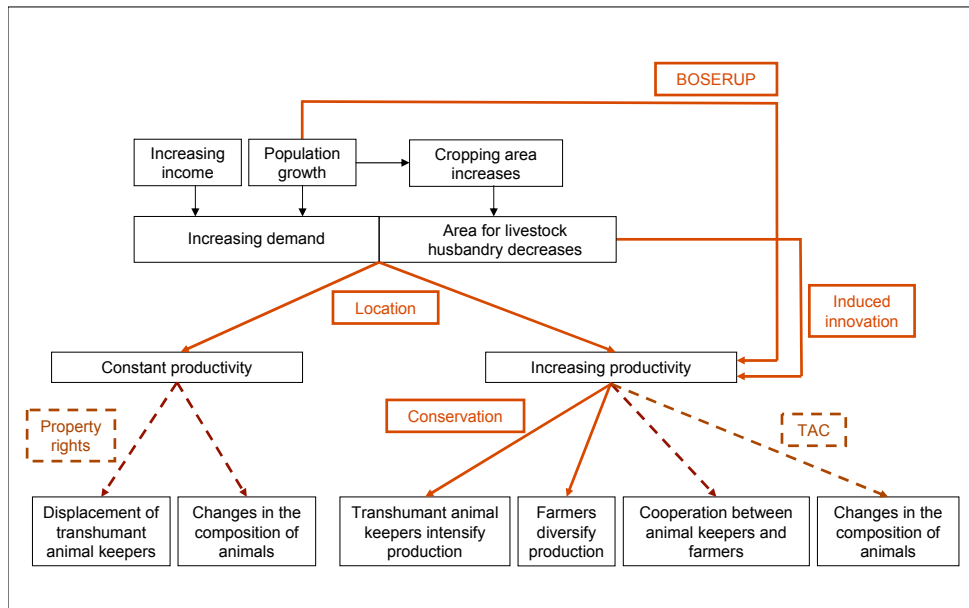 BOSERUP
Increasing
income
Population
growth
Cropping area
increases
Increasing demand
Area for livestock
husbandry decreases
Location
Induced
innovation
Constant productivity
Increasing productivity
Property
rights
Conservation
TAC
Displacement of
transhumant
animal keepers
Changes in the
composition of
animals
Transhumant animal
keepers intensify
production
Farmers
diversify
production
Cooperation between
animal keepers and
farmers
Changes in the
composition of
animals